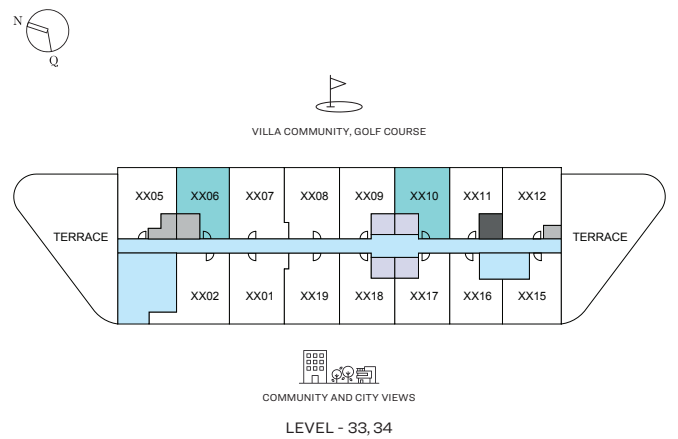 N
Q
VILLA COMMUNITY, GOLF COURSE
XX05 XX06 XX07 XX08 XX09 XX10 XX11 XX12
TERRACE TERRACE
XX02 XX01 XX19 XX18 XX17 XX16 XX15
COMMUNITY AND CITY VIEWS
LEVEL - 33, 34